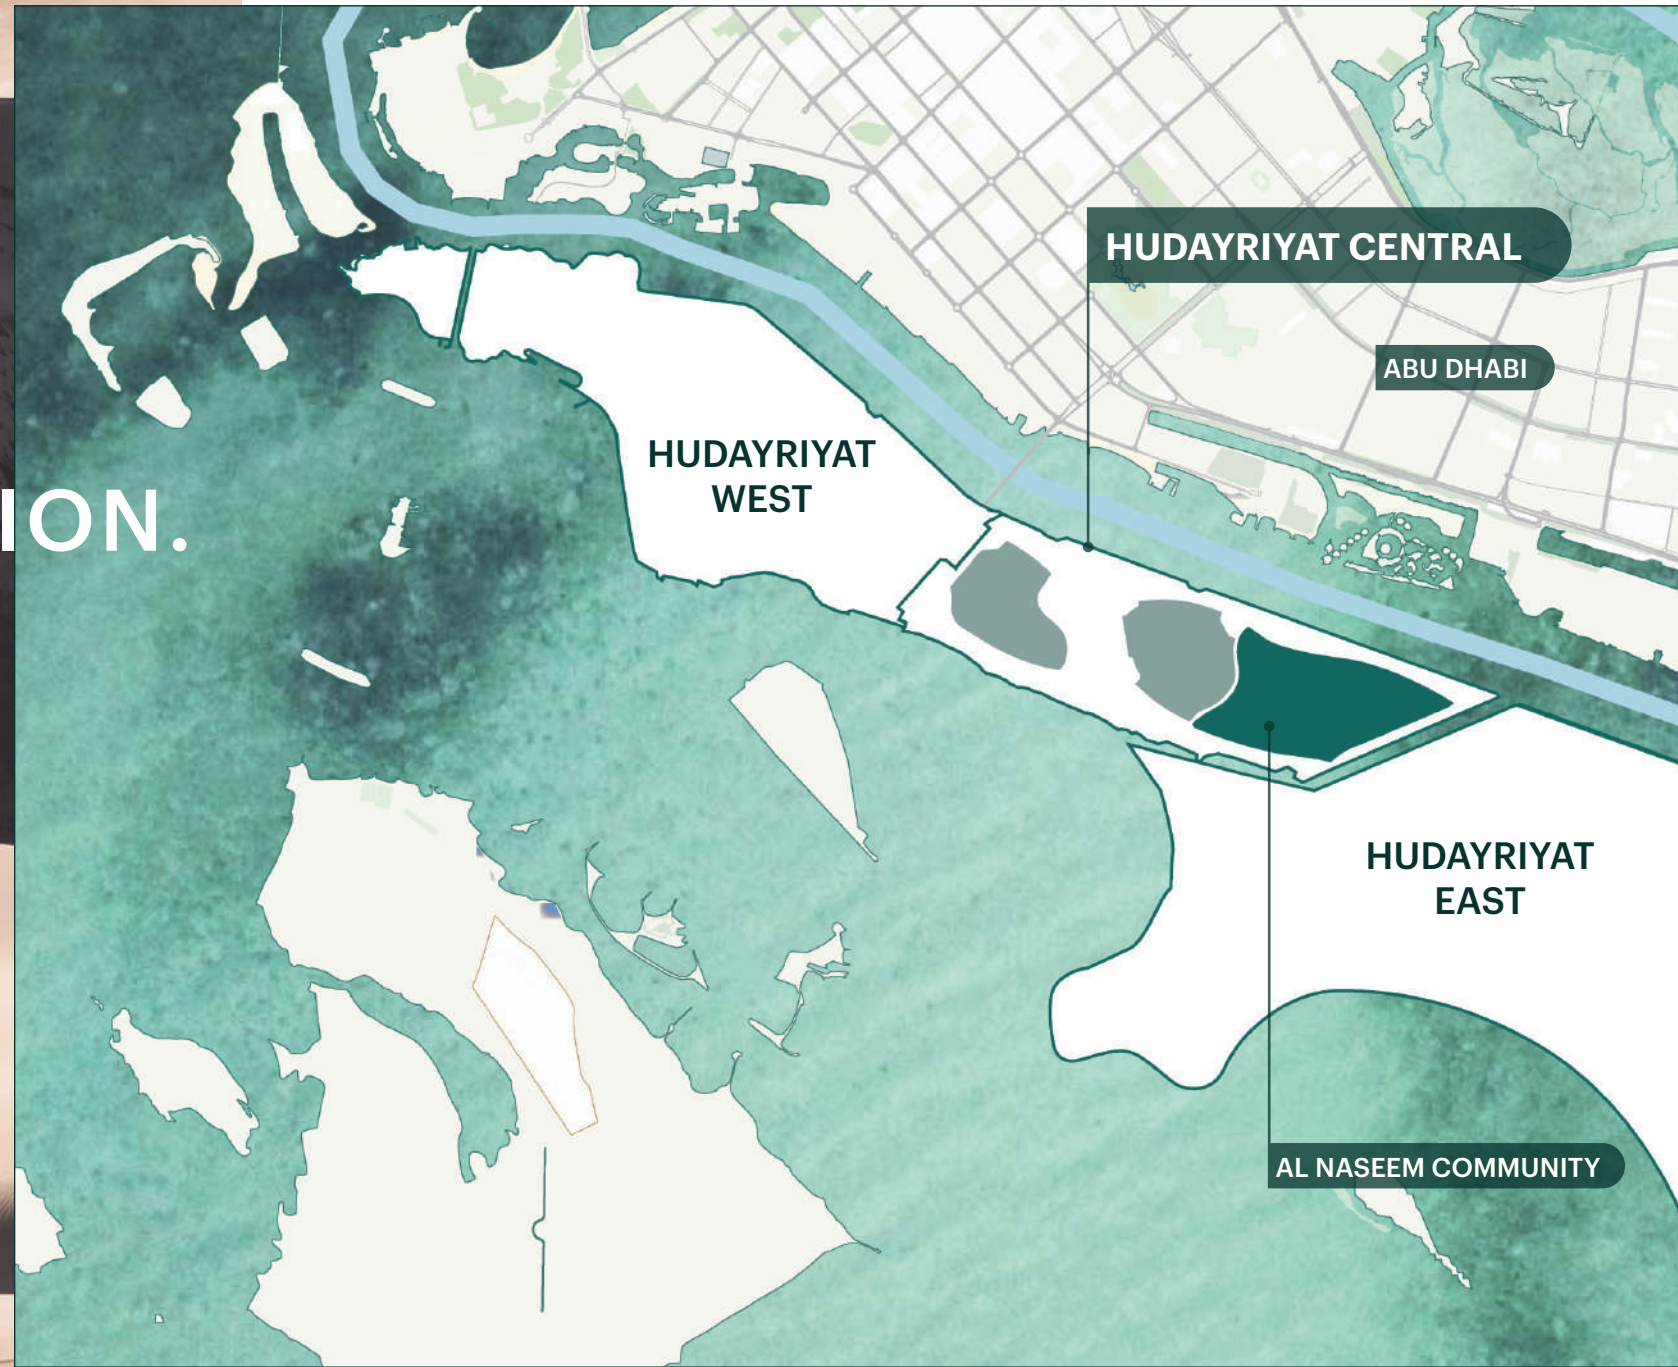 HUDAYRIYAT CENTRAL
ABU DHABI
HUDAYRIYAT
WEST
ION.
HUDAYRIYAT
EAST
AL NASEEM COMMUNITY